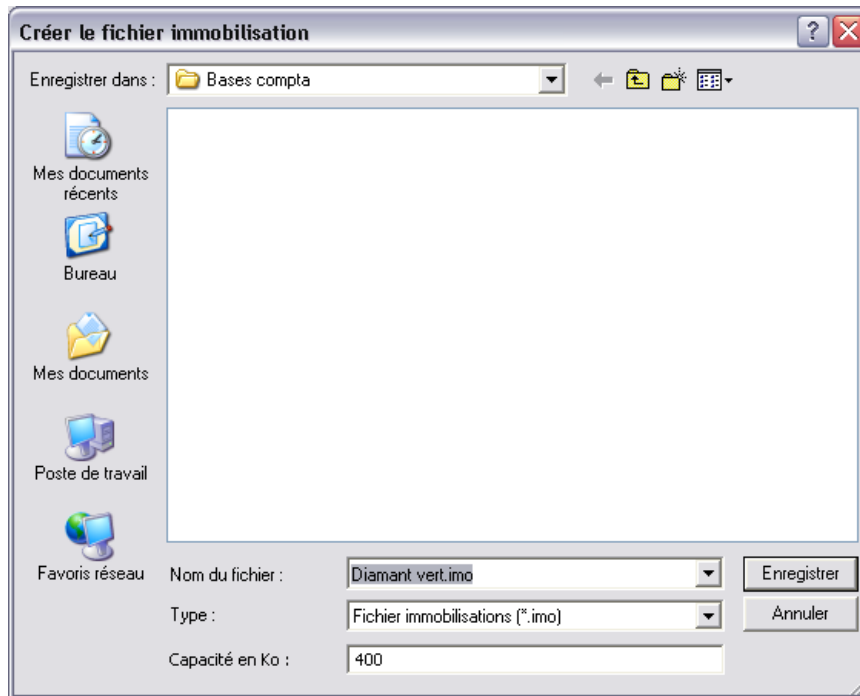 Créer le fichier immobilisation
Enregistrer dans :
Bases compta
Mes documents
récents
Bureau
Mes documents
Poste de travail
Favoris réseau
Nom du fichier :
Diamant vert.imo
Enregistrer
Type :
Fichier immobilisations (*.imo)
Annuler
Capacité en Ko :
400